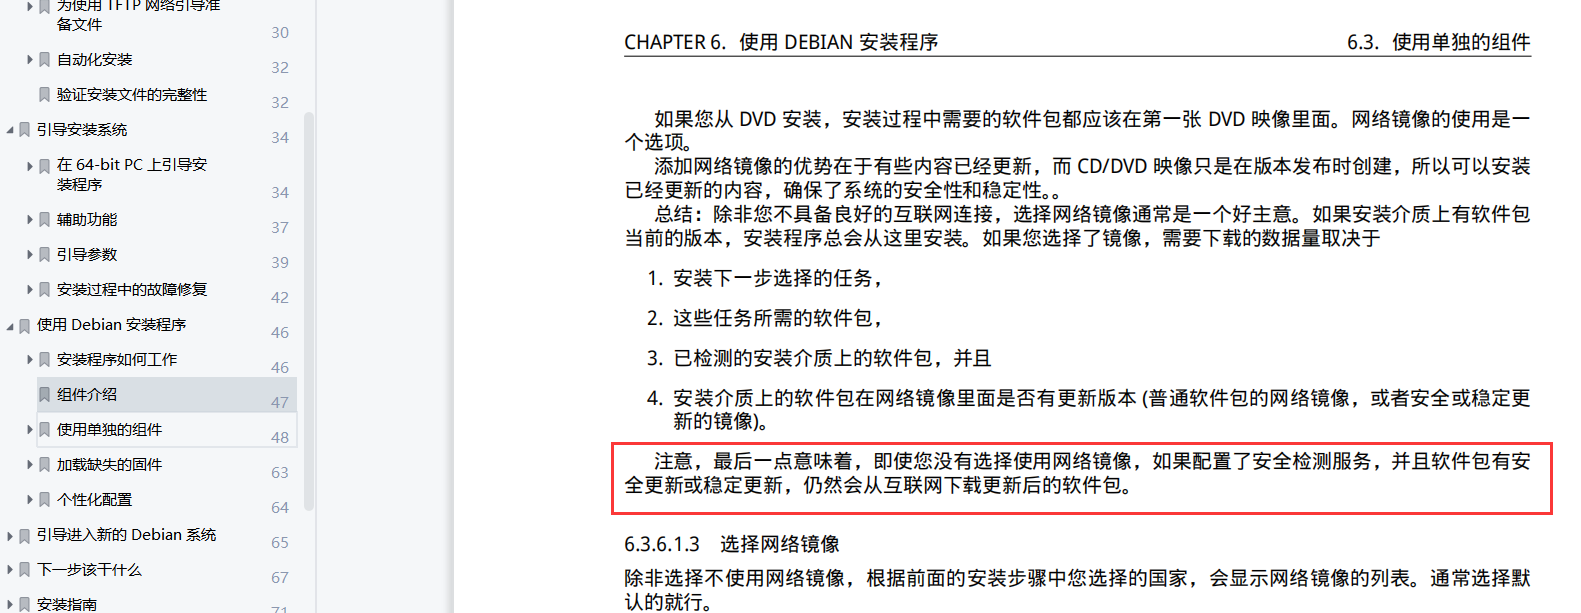 为使用 TFTP 网络引导准
备文件
30
自动化安装
32
验证安装文件的完整性
32
引导安装系统
34
在 64-bit PC 上引导安
装程序
34
辅助功能
37
引导参数
39
安装过程中的故障修复
42
使用 Debian 安装程序
46
安装程序如何工作
46
组件介绍
47
使用单独的组件
48
加载缺失的固件
63
个性化配置
64
引导进入新的 Debian 系统
65
下一步该干什么
67
安装指南
71
CHAPTER 6. 使用 DEBIAN 安装程序
6.3. 使用单独的组件
如果您从 DVD 安装，安装过程中需要的软件包都应该在第一张 DVD 映像里面。网络镜像的使用是一
个选项。
添加网络镜像的优势在于有些内容已经更新，而 CD/DVD 映像只是在版本发布时创建，所以可以安装
已经更新的内容，确保了系统的安全性和稳定性。。
总结：除非您不具备良好的互联网连接，选择网络镜像通常是一个好主意。如果安装介质上有软件包
当前的版本，安装程序总会从这里安装。如果您选择了镜像，需要下载的数据量取决于
1. 安装下一步选择的任务，
2. 这些任务所需的软件包，
3. 已检测的安装介质上的软件包，并且
4. 安装介质上的软件包在网络镜像里面是否有更新版本 (普通软件包的网络镜像，或者安全或稳定更
新的镜像)。
注意，最后一点意味着，即使您没有选择使用网络镜像，如果配置了安全检测服务，并且软件包有安
全更新或稳定更新，仍然会从互联网下载更新后的软件包。
6.3.6.1.3 选择网络镜像
除非选择不使用网络镜像，根据前面的安装步骤中您选择的国家，会显示网络镜像的列表。通常选择默
认的就行。